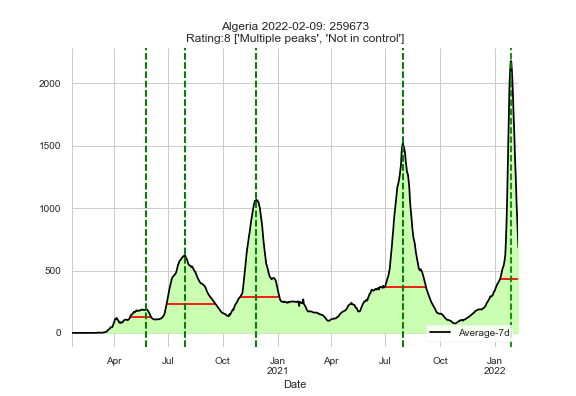 Algeria 2022-02-09: 259673
Rating:8 ['Multiple peaks', 'Not in control']
2000
1500
1000
500
0
Average-7d
Apr Jul Oct Jan Apr Jul Oct Jan
2021 2022
Date